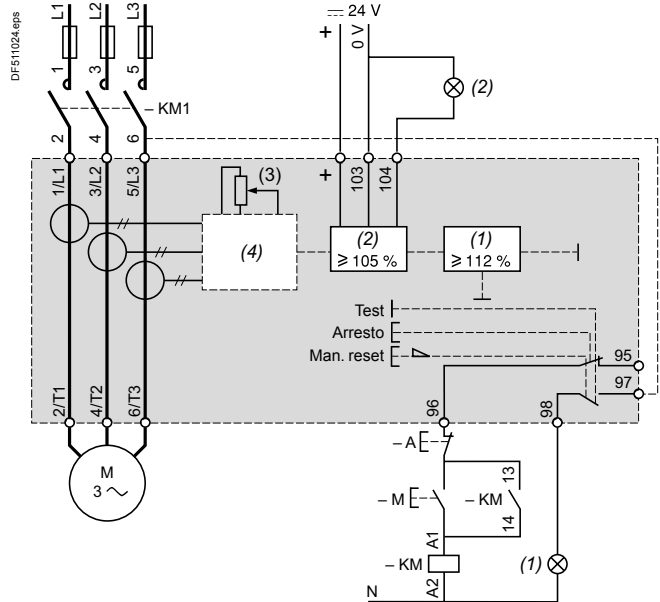 DF511024.eps
L1
L2
L3
24 V
+
0 V
1
3
5
(2)
– KM1
2
4
6
1/L1
3/L2
5/L3
(3)
+
103
104
(4)
(2)
≥ 105 %
(1)
≥ 112 %
Test
Arresto
Man. reset
95
97
2/T1
4/T2
6/T3
96
98
– A
M
3
– M
– KM
13
14
A1
– KM
A2
(1)
N